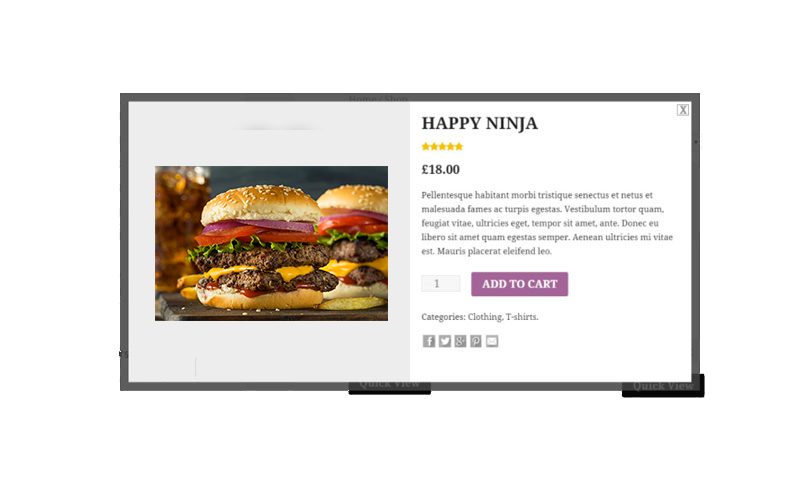 Home / Shop
X
HAPPY NINJA
£18.00
Pellentesque habitant morbi tristique senectus et netus et
malesuada fames ac turpis egestas. Vestibulum tortor quam,
feugiat vitae, ultricies eget, tempor sit amet, ante. Donec eu
libero sit amet quam egestas semper. Aenean ultricies mi vitae
est. Mauris placerat eleifend leo.
1
ADD TO CART
Categories: Clothing, T-shirts.
Quick View
Quick View